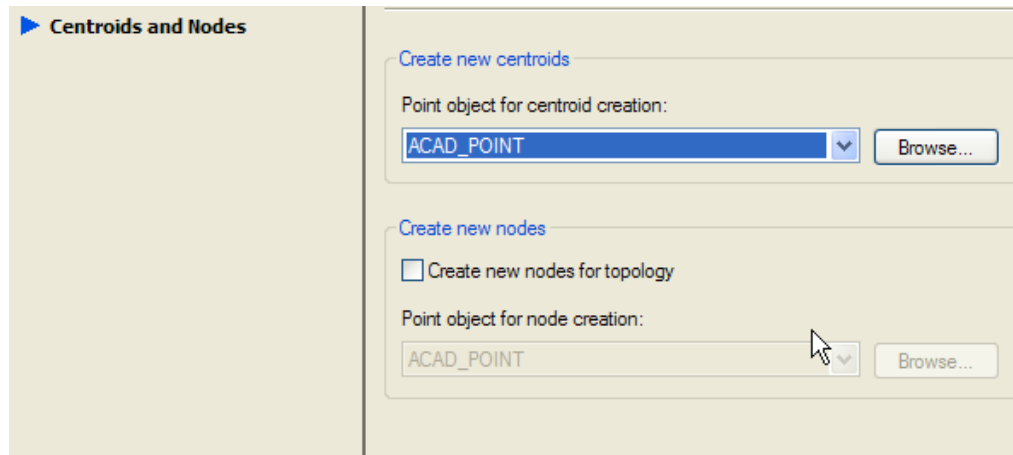 Centroids and Nodes
Create new centroids
Point object for centroid creation:
ACAD_POINT
Browse...
Create new nodes
Create new nodes for topology
Point object for node creation:
ACAD_POINT
Browse...